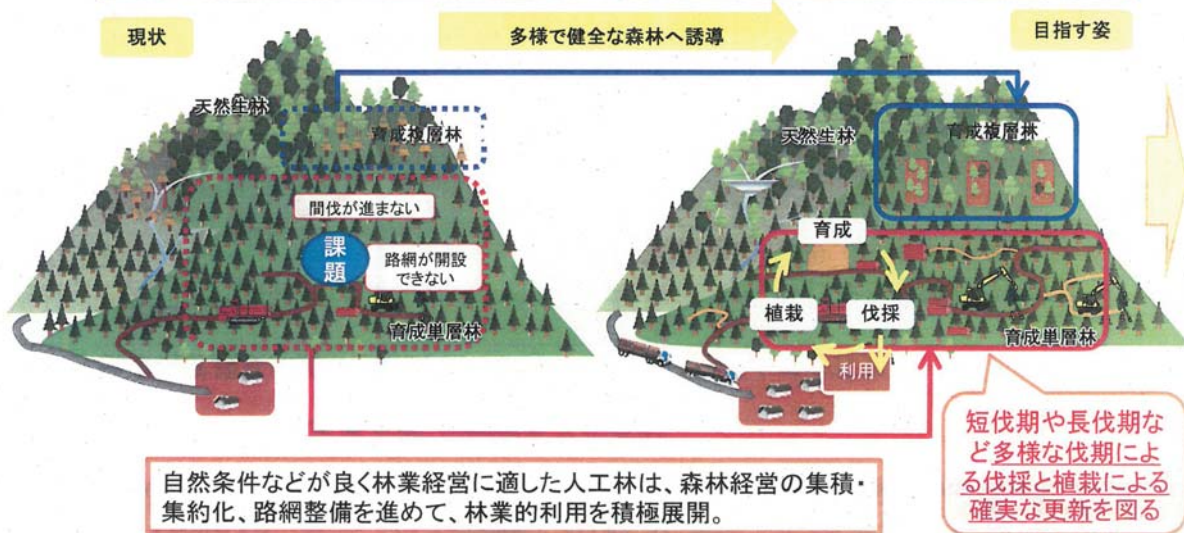 現状
多様で健全な森林へ誘導
目指す姿
天然生林
育成複層林
間伐が進まない
課
題
路網が開設
できない
育成単層林
天然生林
育成複層林
育成
植栽
伐採
利用
育成単層林
短伐期や長伐期な
ど多様な伐期によ
る伐採と植栽による
確実な更新を図る
自然条件などが良く林業経営に適した人工林は、森林経営の集積・
集約化、路網整備を進めて、林業的利用を積極展開。